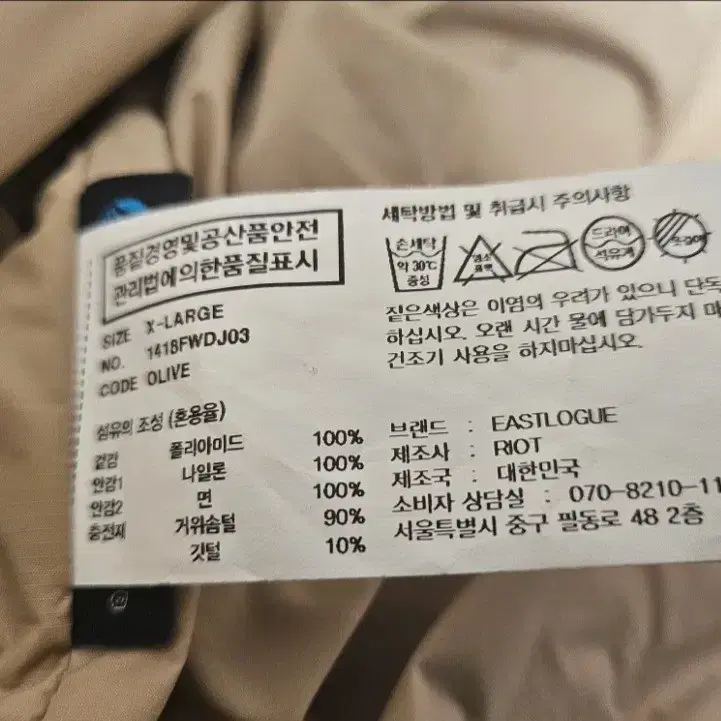 품질경영및공산품안전
관리법에의한품질표시
SIZE X-LARGE
NO. 1418FWDJ03
CODE OLIVE
섬유의 조성 (혼용율)
겉감 폴리아미드 100%
안감1 나일론 100%
안감2 면 100%
충전재 거위솜털 90%
깃털 10%
세탁방법 및 취급시 주의사항
손세탁
약 30℃
중성
염소
표백
드라이
석유계
짙은색상은 이염의 우려가 있으니 단독
하십시오. 오랜 시간 물에 담가두지 마
건조기 사용을 하지마십시오.
브랜드 : EASTLOGUE
제조사 : RIOT
제조국 : 대한민국
소비자 상담실 : 070-8210-11
서울특별시 중구 필동로 48 2층